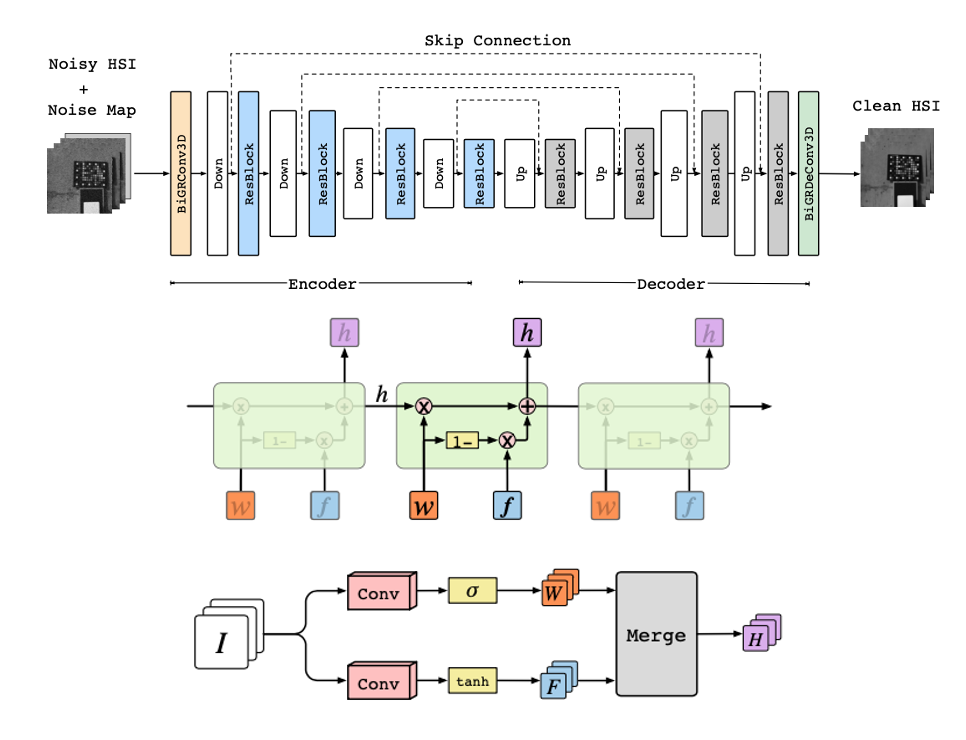 Skip Connection
Noisy HSI
+
Noise Map
Clean HSI
BiGRConv3D
Down
ResBlock
Down
ResBlock
Down
ResBlock
Down
ResBlock
Up
ResBlock
Up
ResBlock
Up
ResBlock
Up
ResBlock
BiGRDeConv3D
Encoder
Decoder
h
h
h
h
x
+
x
+
x
+
1-
x
1-
x
1-
x
w
f
w
f
w
f
Conv
σ
W
I
Merge
H
Conv
tanh
F